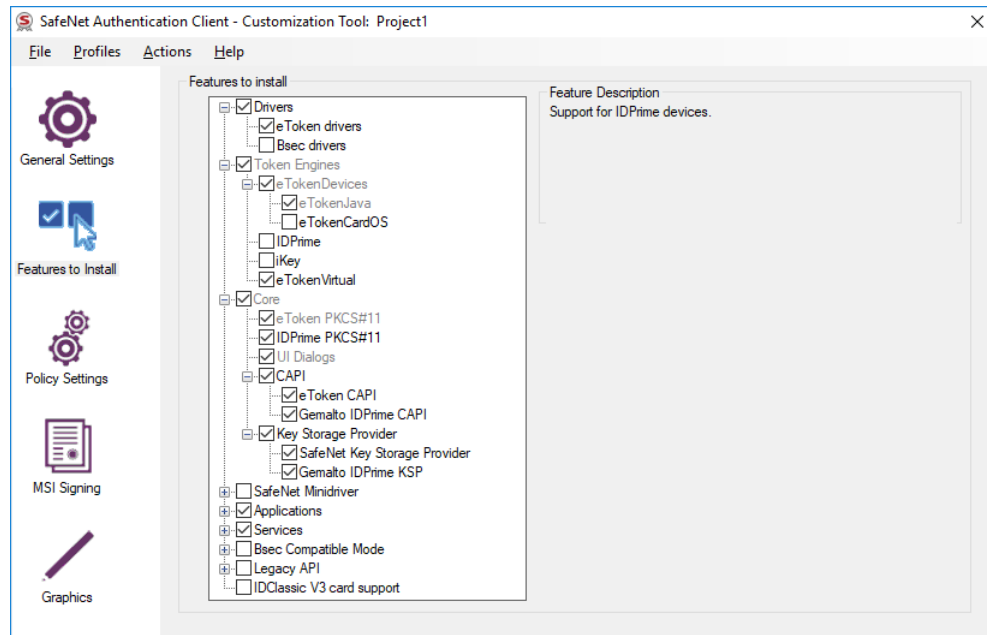 SafeNet Authentication Client - Customization Tool: Project1
File Profiles Actions Help
General Settings
Features to Install
Policy Settings
MSI Signing
Graphics
Features to install
Drivers
eToken drivers
Bsec drivers
Token Engines
eTokenDevices
eTokenJava
eTokenCardOS
IDPrime
iKey
eTokenVirtual
Core
eToken PKCS#11
IDPrime PKCS#11
UI Dialogs
CAPI
eToken CAPI
Gemalto IDPrime CAPI
Key Storage Provider
SafeNet Key Storage Provider
Gemalto IDPrime KSP
SafeNet Minidriver
Applications
Services
Bsec Compatible Mode
Legacy API
IDClassic V3 card support
Feature Description
Support for IDPrime devices.